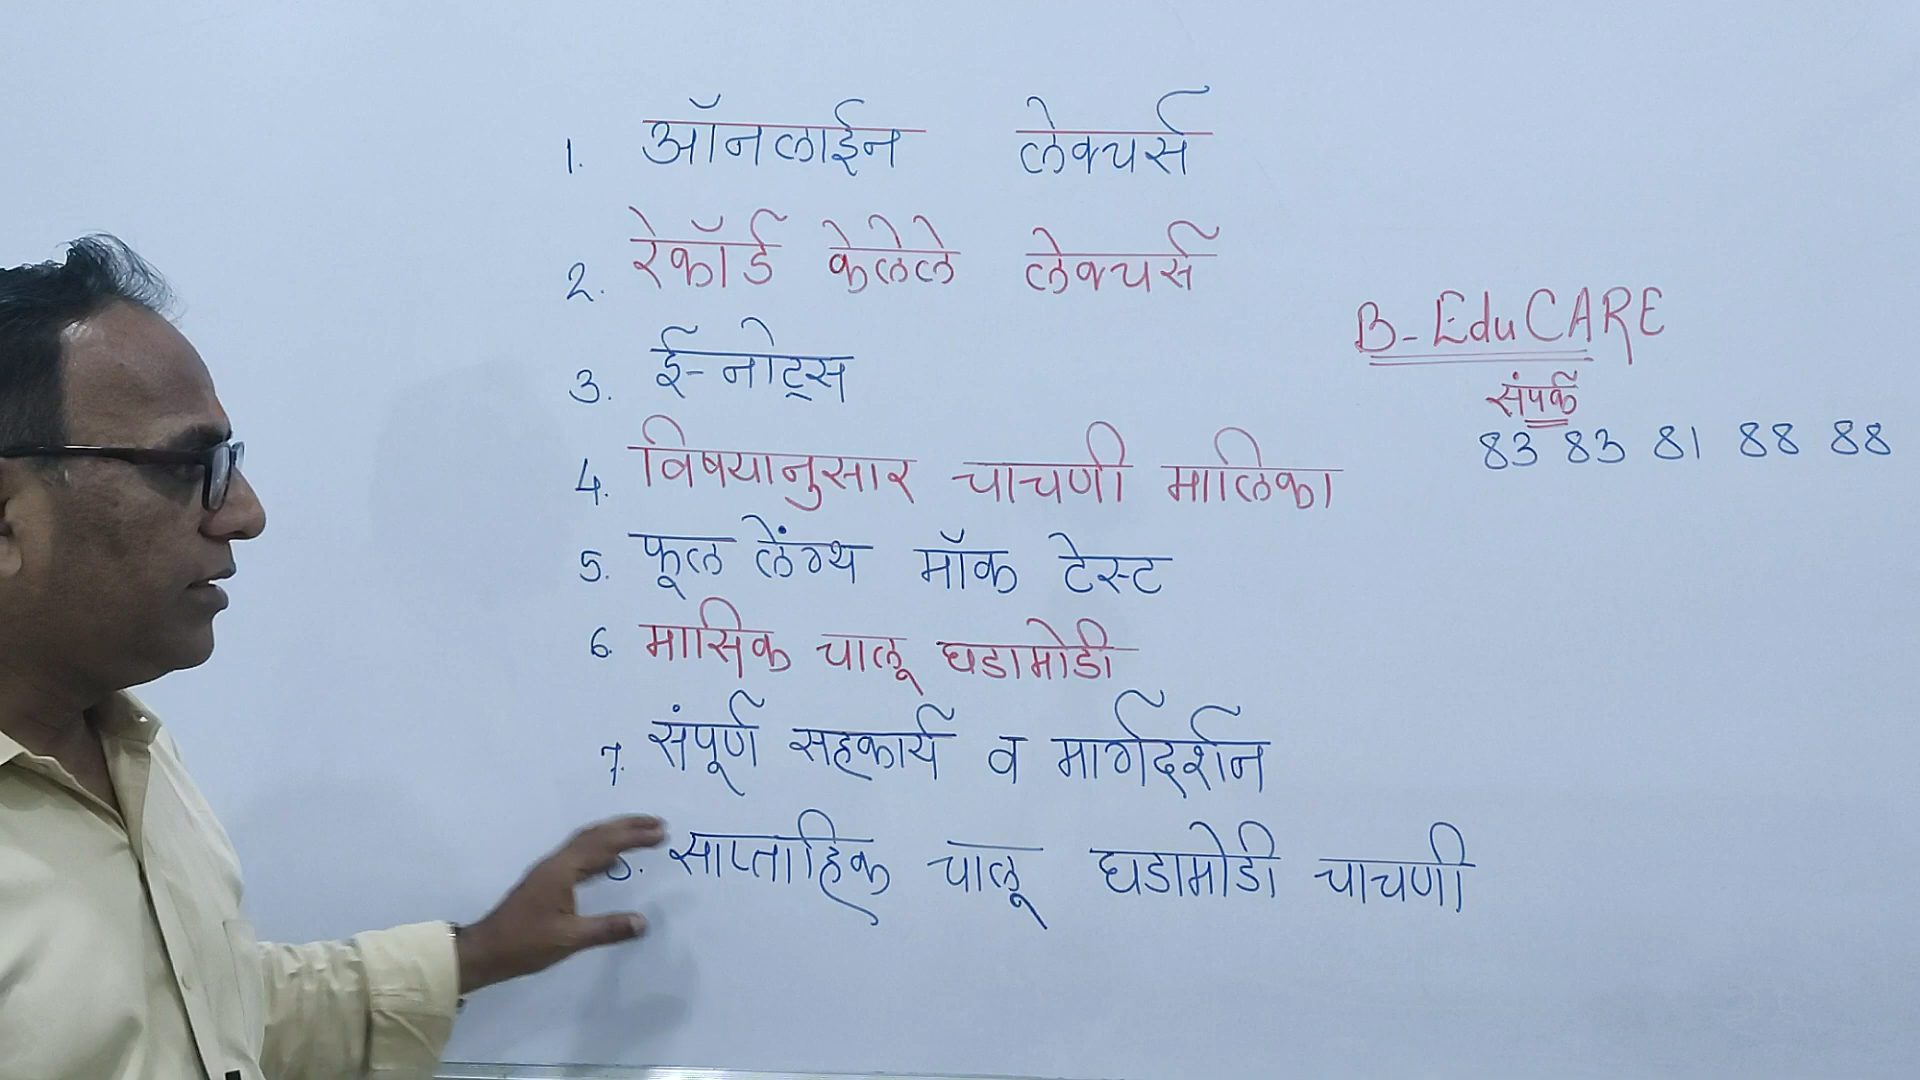 1. ऑनलाईन लेक्चर्स
2. रेकॉर्ड केलेले लेक्चर्स
3. ई-नोट्स
4. विषयानुसार चाचणी मालिका
5. फूल लेंग्थ मॉक टेस्ट
6. मासिक चालू घडामोडी
7. संपूर्ण सहकार्य व मार्गदर्शन
8. साप्ताहिक चालू घडामोडी चाचणी
B-EduCARE
संपर्क
83 83 81 88 88